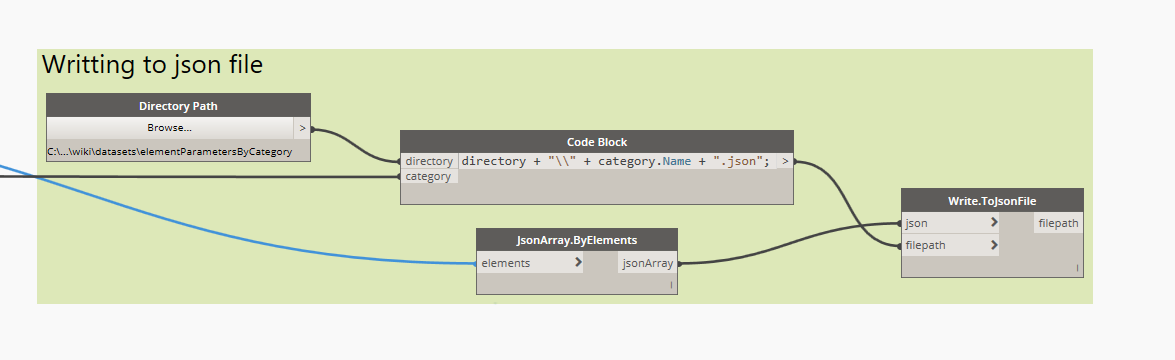 Writting to json file
Directory Path
Browse... >
C:\...\wiki\datasets\elementParametersByCategory
Code Block
directory directory + "\\" + category.Name + ".json"; >
category
JsonArray.ByElements
elements > jsonArray
l
Write.ToJsonFile
json > filepath
filepath >
l